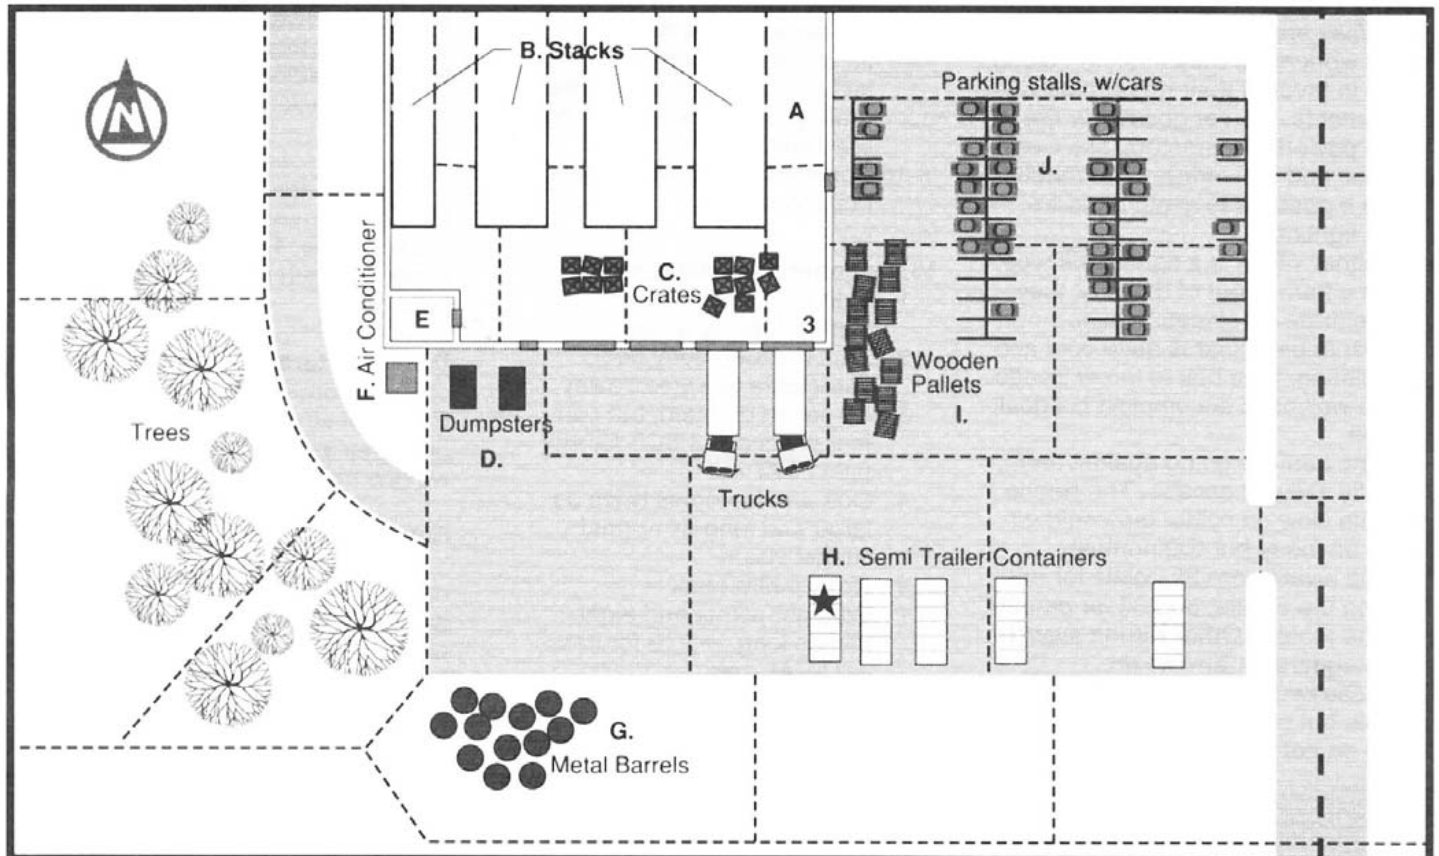 B. Stacks
Parking stalls, w/cars
A
N
J.
F. Air Conditioner
C.
Crates
E
3
Wooden
Pallets
I.
Dumpsters
D.
Trees
Trucks
H. Semi Trailer Containers
G.
Metal Barrels